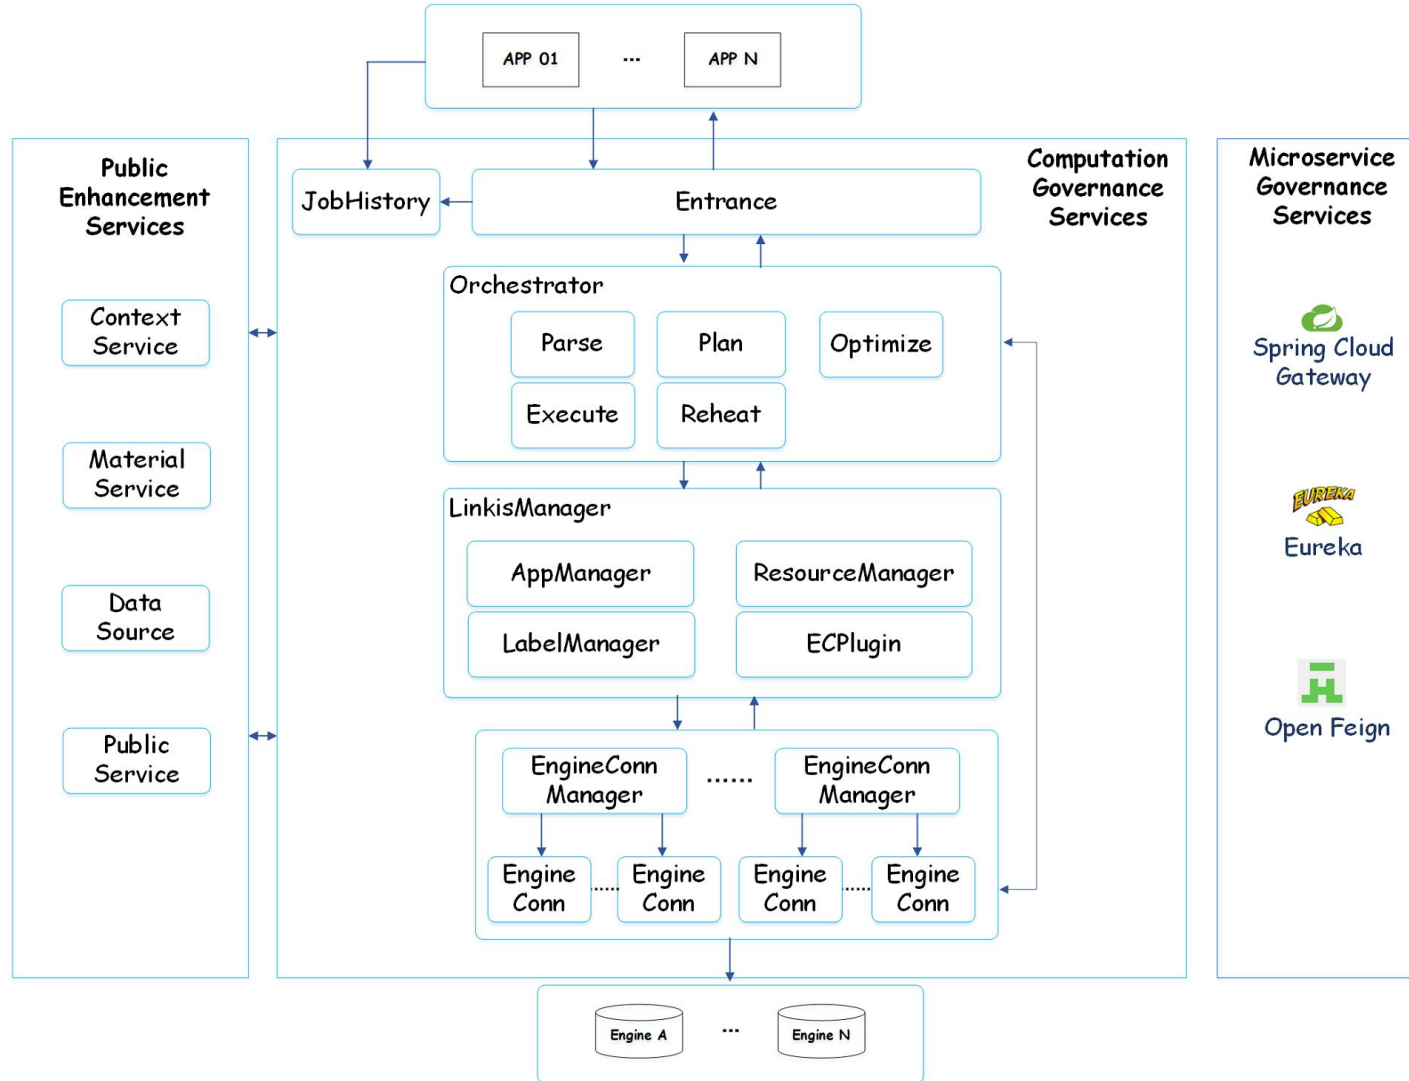 APP 01
...
APP N
Public
Enhancement
Services
Context
Service
Material
Service
Data
Source
Public
Service
Computation
Governance
Services
JobHistory
Entrance
Orchestrator
Parse
Plan
Optimize
Execute
Reheat
LinkisManager
AppManager
ResourceManager
LabelManager
ECPlugin
EngineConn
Manager
......
EngineConn
Manager
Engine
Conn
......
Engine
Conn
Engine
Conn
......
Engine
Conn
Engine A
...
Engine N
Microservice
Governance
Services
Spring Cloud
Gateway
EUREKA
Eureka
Open Feign